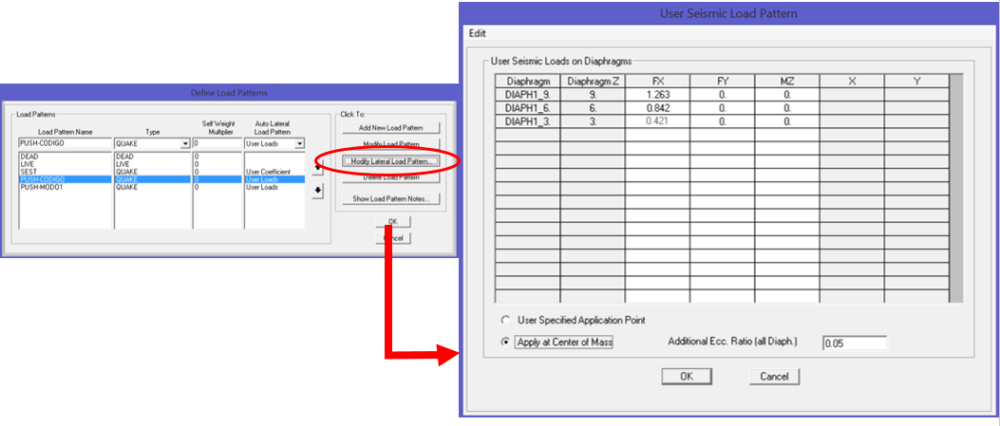 Define Load Patterns
Load Patterns
Load Pattern Name Type Self Weight Multiplier Auto Lateral Load Pattern
PUSH-CODIGO QUAKE 0 User Loads
DEAD DEAD 0
LIVE LIVE 0
SEST QUAKE 0 User Coefficient
PUSH-CODIGO QUAKE 0 User Loads
PUSH-MODO1 QUAKE 0 User Loads
Click To:
Add New Load Pattern
Modify Load Pattern
Modify Lateral Load Pattern...
Delete Load Pattern
Show Load Pattern Notes...
OK
Cancel
User Seismic Load Pattern
Edit
User Seismic Loads on Diaphragms
Diaphragm Diaphragm Z FX FY MZ X Y
DIAPH1_9. 9. 1.263 0. 0.
DIAPH1_6. 6. 0.842 0. 0.
DIAPH1_3. 3. 0.421 0. 0.
User Specified Application Point
Apply at Center of Mass Additional Ecc. Ratio (all Diaph.) 0.05
OK Cancel